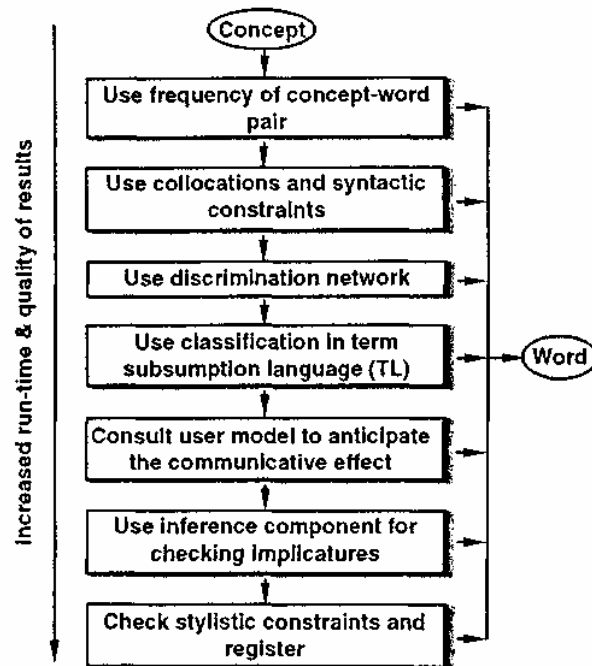 Concept
Use frequency of concept-word
pair
Use collocations and syntactic
constraints
Use discrimination network
Use classification in term
subsumption language (TL)
Word
Consult user model to anticipate
the communicative effect
Use inference component for
checking implicatures
Check stylistic constraints and
register
increased run-time & quality of results